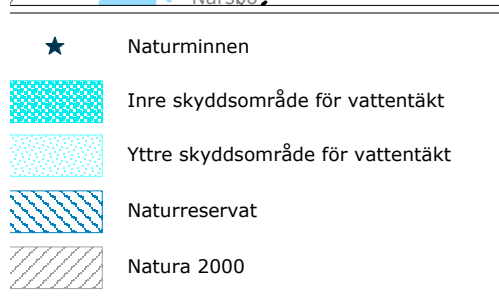 Naturminnen
Inre skyddsområde för vattentäkt
Yttre skyddsområde för vattentäkt
Naturreservat
Natura 2000